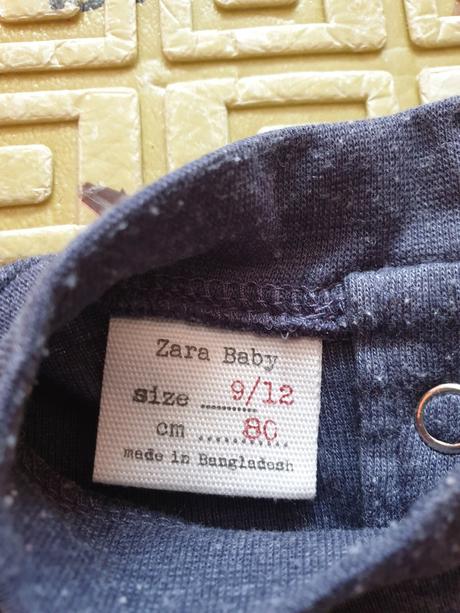 Zara Baby
size ........... 9/12
cm .....80...
made in Bangladesh